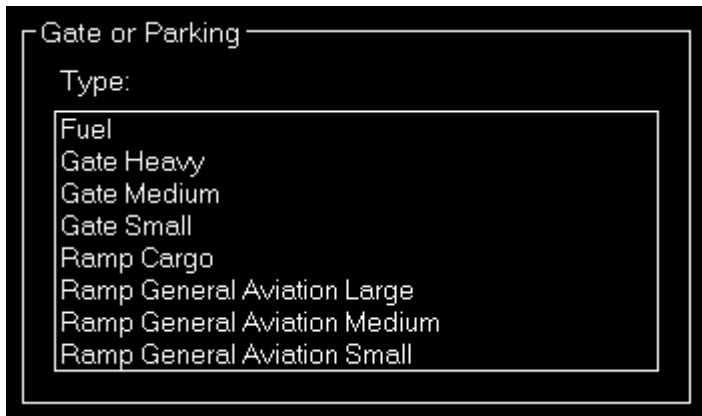 Gate or Parking
Type:
Fuel
Gate Heavy
Gate Medium
Gate Small
Ramp Cargo
Ramp General Aviation Large
Ramp General Aviation Medium
Ramp General Aviation Small